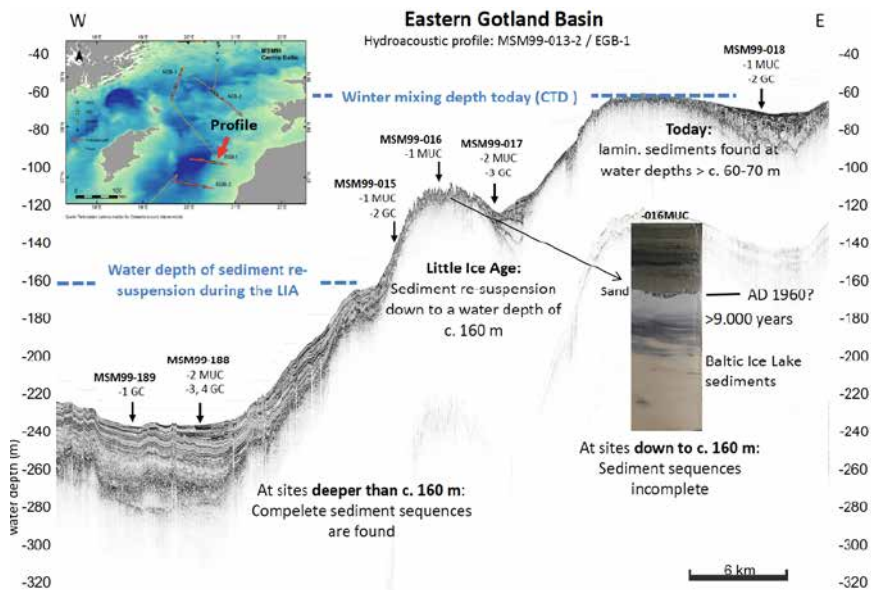 W
Eastern Gotland Basin
E
Hydroacoustic profile: MSM99-013-2 / EGB-1
MSM99
Profile
EGB-1
EGB-2
Winter mixing depth today (CTD )
MSM99-018
-1 MUC
-2 GC
Today:
lamin. sediments found at
water depths > c. 60-70 m
MSM99-016
-1 MUC
MSM99-017
-2 MUC
-3 GC
MSM99-015
-1 MUC
-2 GC
Water depth of sediment re-
suspension during the LIA
Little Ice Age:
Sediment re-suspension
down to a water depth of
c. 160 m
-016MUC
Sand
AD 1960?
>9.000 years
Baltic Ice Lake
sediments
MSM99-189
-1 GC
MSM99-188
-2 MUC
-3, 4 GC
At sites deeper than c. 160 m:
Compelete sediment sequences
are found
At sites down to c. 160 m:
Sediment sequences
incomplete
6 km
water depth (m)
-40
-60
-80
-100
-120
-140
-160
-180
-200
-220
-240
-260
-280
-300
-320
-40
-60
-80
-100
-120
-140
-160
-180
-200
-220
-240
-260
-280
-300
-320